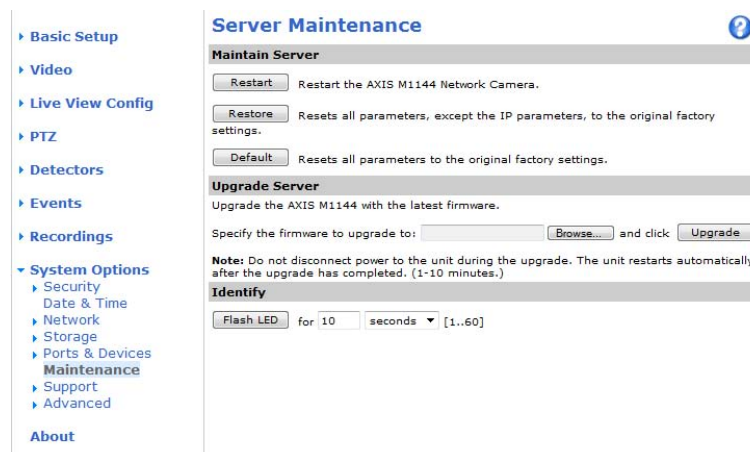 Basic Setup
Video
Live View Config
PTZ
Detectors
Events
Recordings
System Options
Security
Date & Time
Network
Storage
Ports & Devices
Maintenance
Support
Advanced
About
Server Maintenance
?
Maintain Server
Restart Restart the AXIS M1144 Network Camera.
Restore Resets all parameters, except the IP parameters, to the original factory
settings.
Default Resets all parameters to the original factory settings.
Upgrade Server
Upgrade the AXIS M1144 with the latest firmware.
Specify the firmware to upgrade to: Browse... and click Upgrade
Note: Do not disconnect power to the unit during the upgrade. The unit restarts automatically
after the upgrade has completed. (1-10 minutes.)
Identify
Flash LED for 10 seconds [1..60]